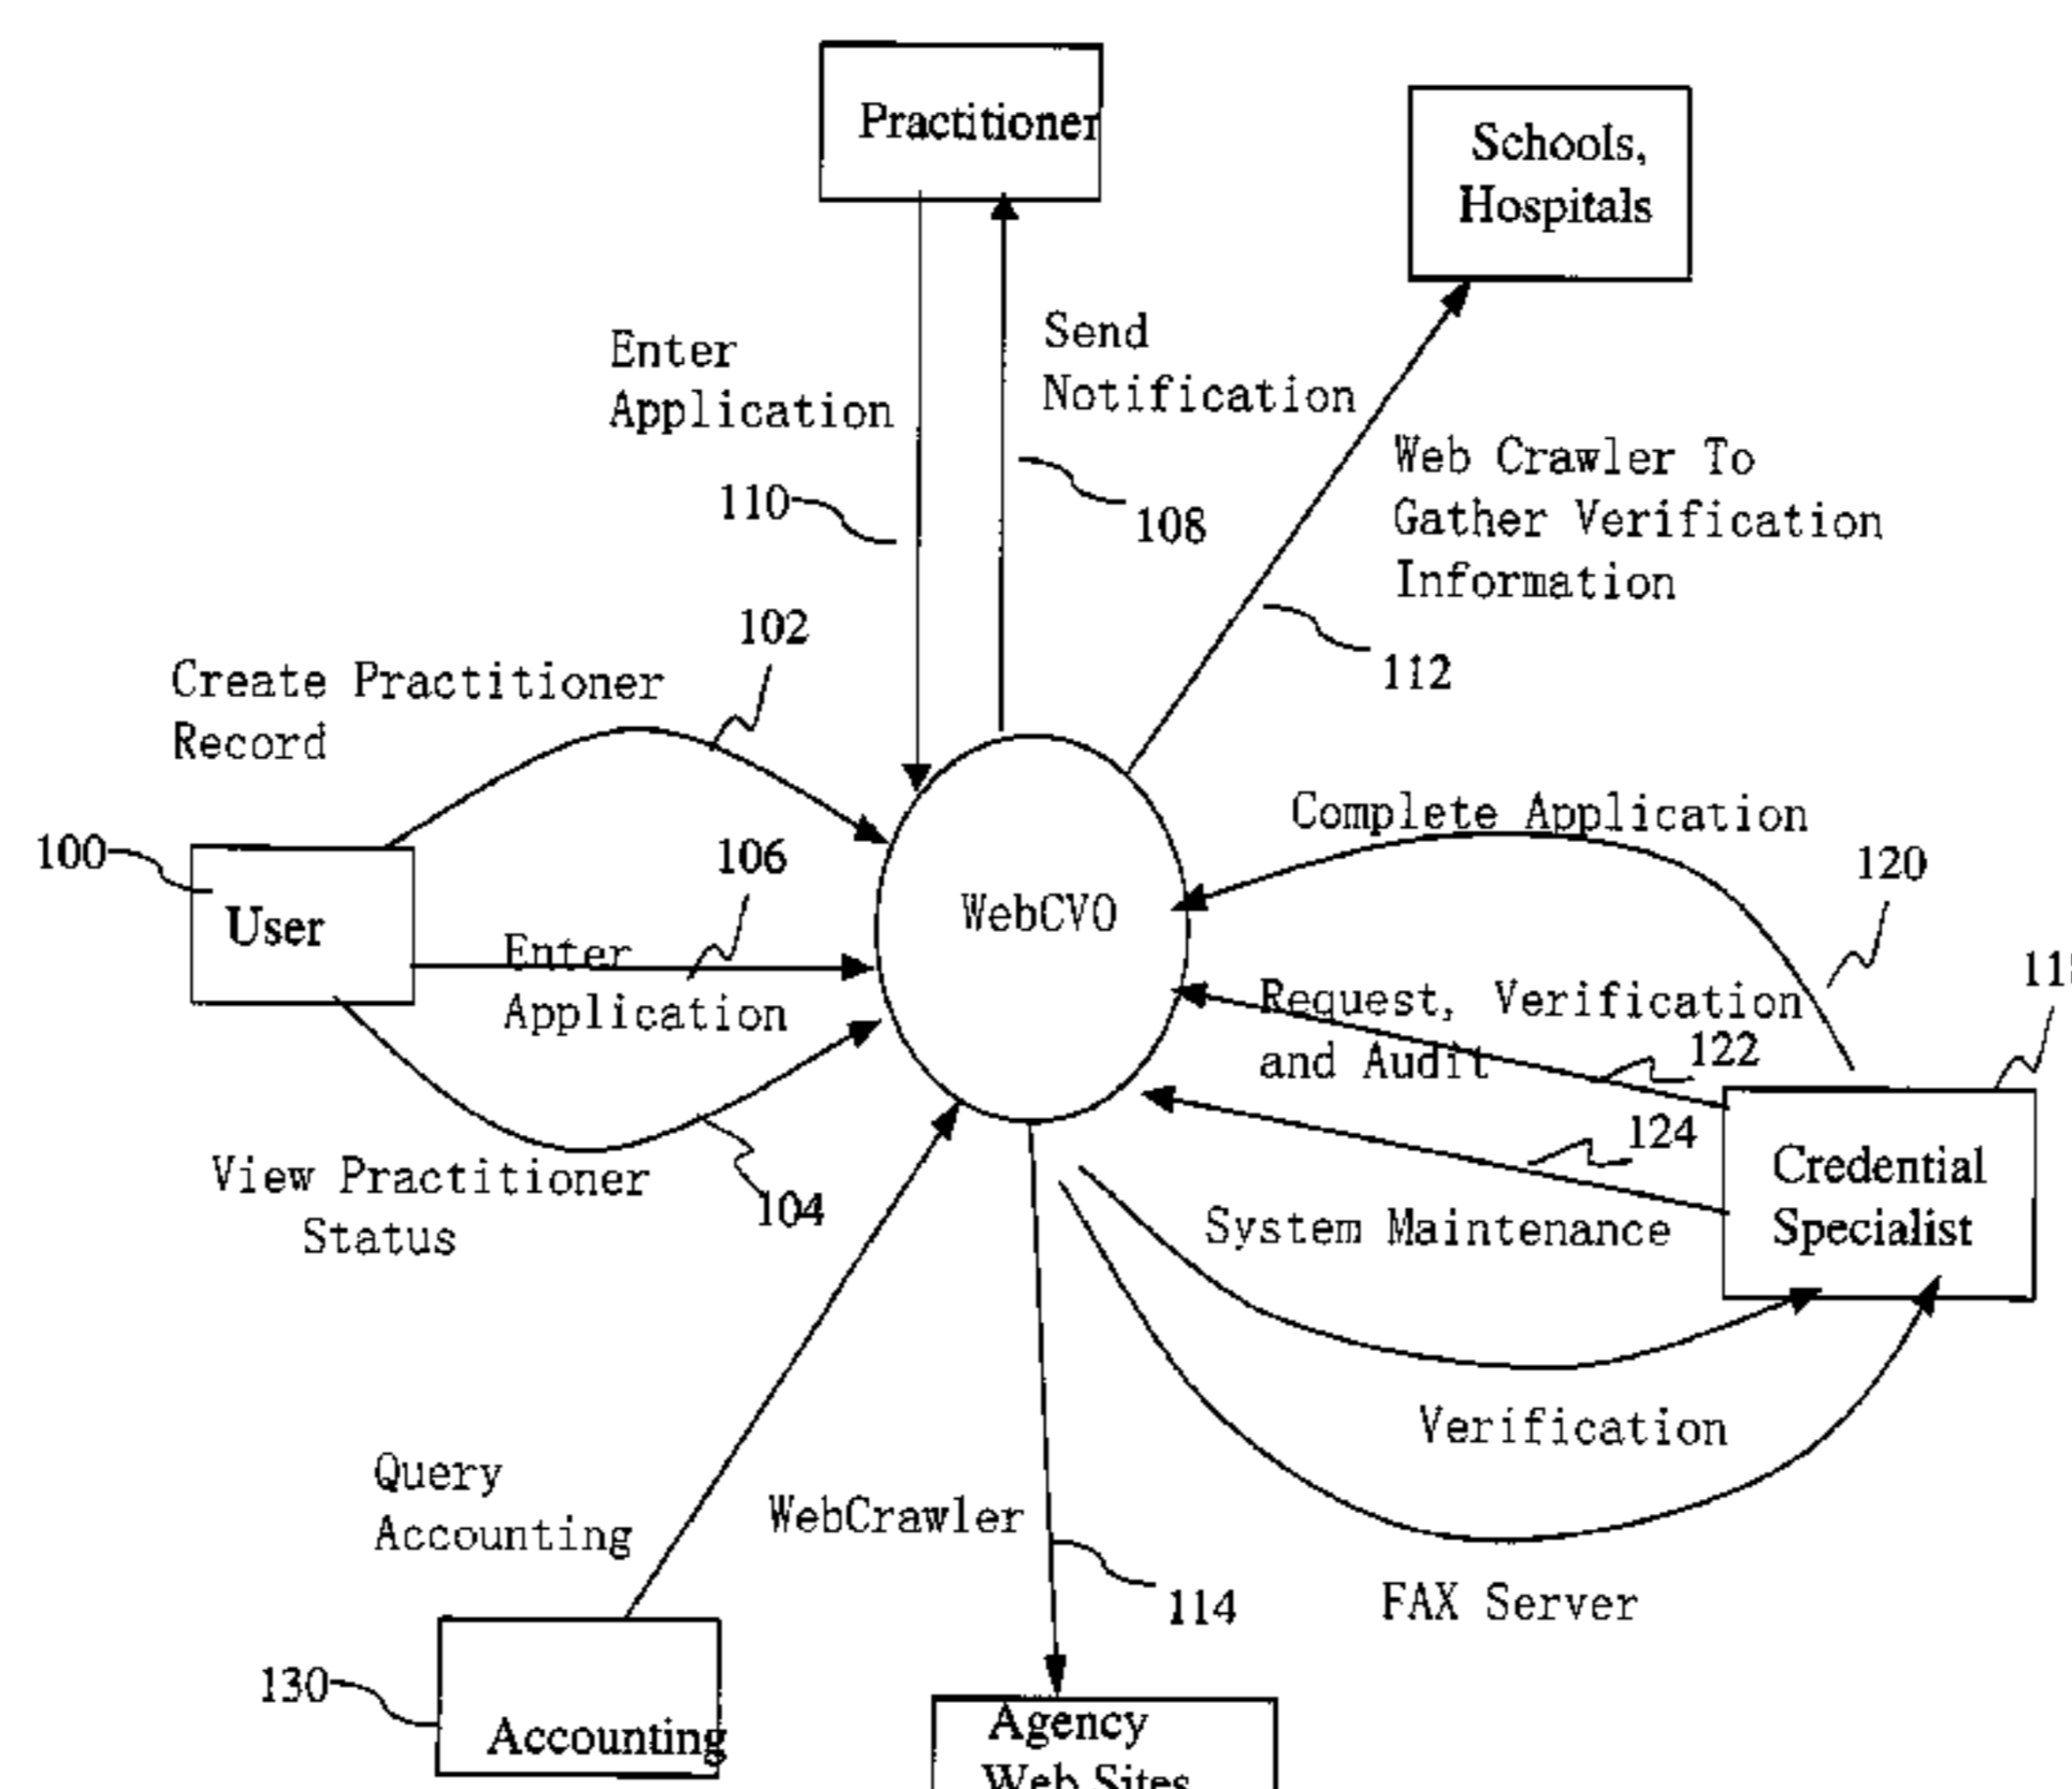 Practitioner
Schools,
Hospitals
Enter
Application
Send
Notification
110
108
Web Crawler To
Gather Verification
Information
112
102
Create Practitioner
Record
100
User
106
Enter
Application
WebCVO
Complete Application
120
Request, Verification
and Audit
122
124
Credential
Specialist
View Practitioner
Status
104
System Maintenance
Verification
Query
Accounting
WebCrawler
114
FAX Server
130
Accounting
Agency
Web Sites